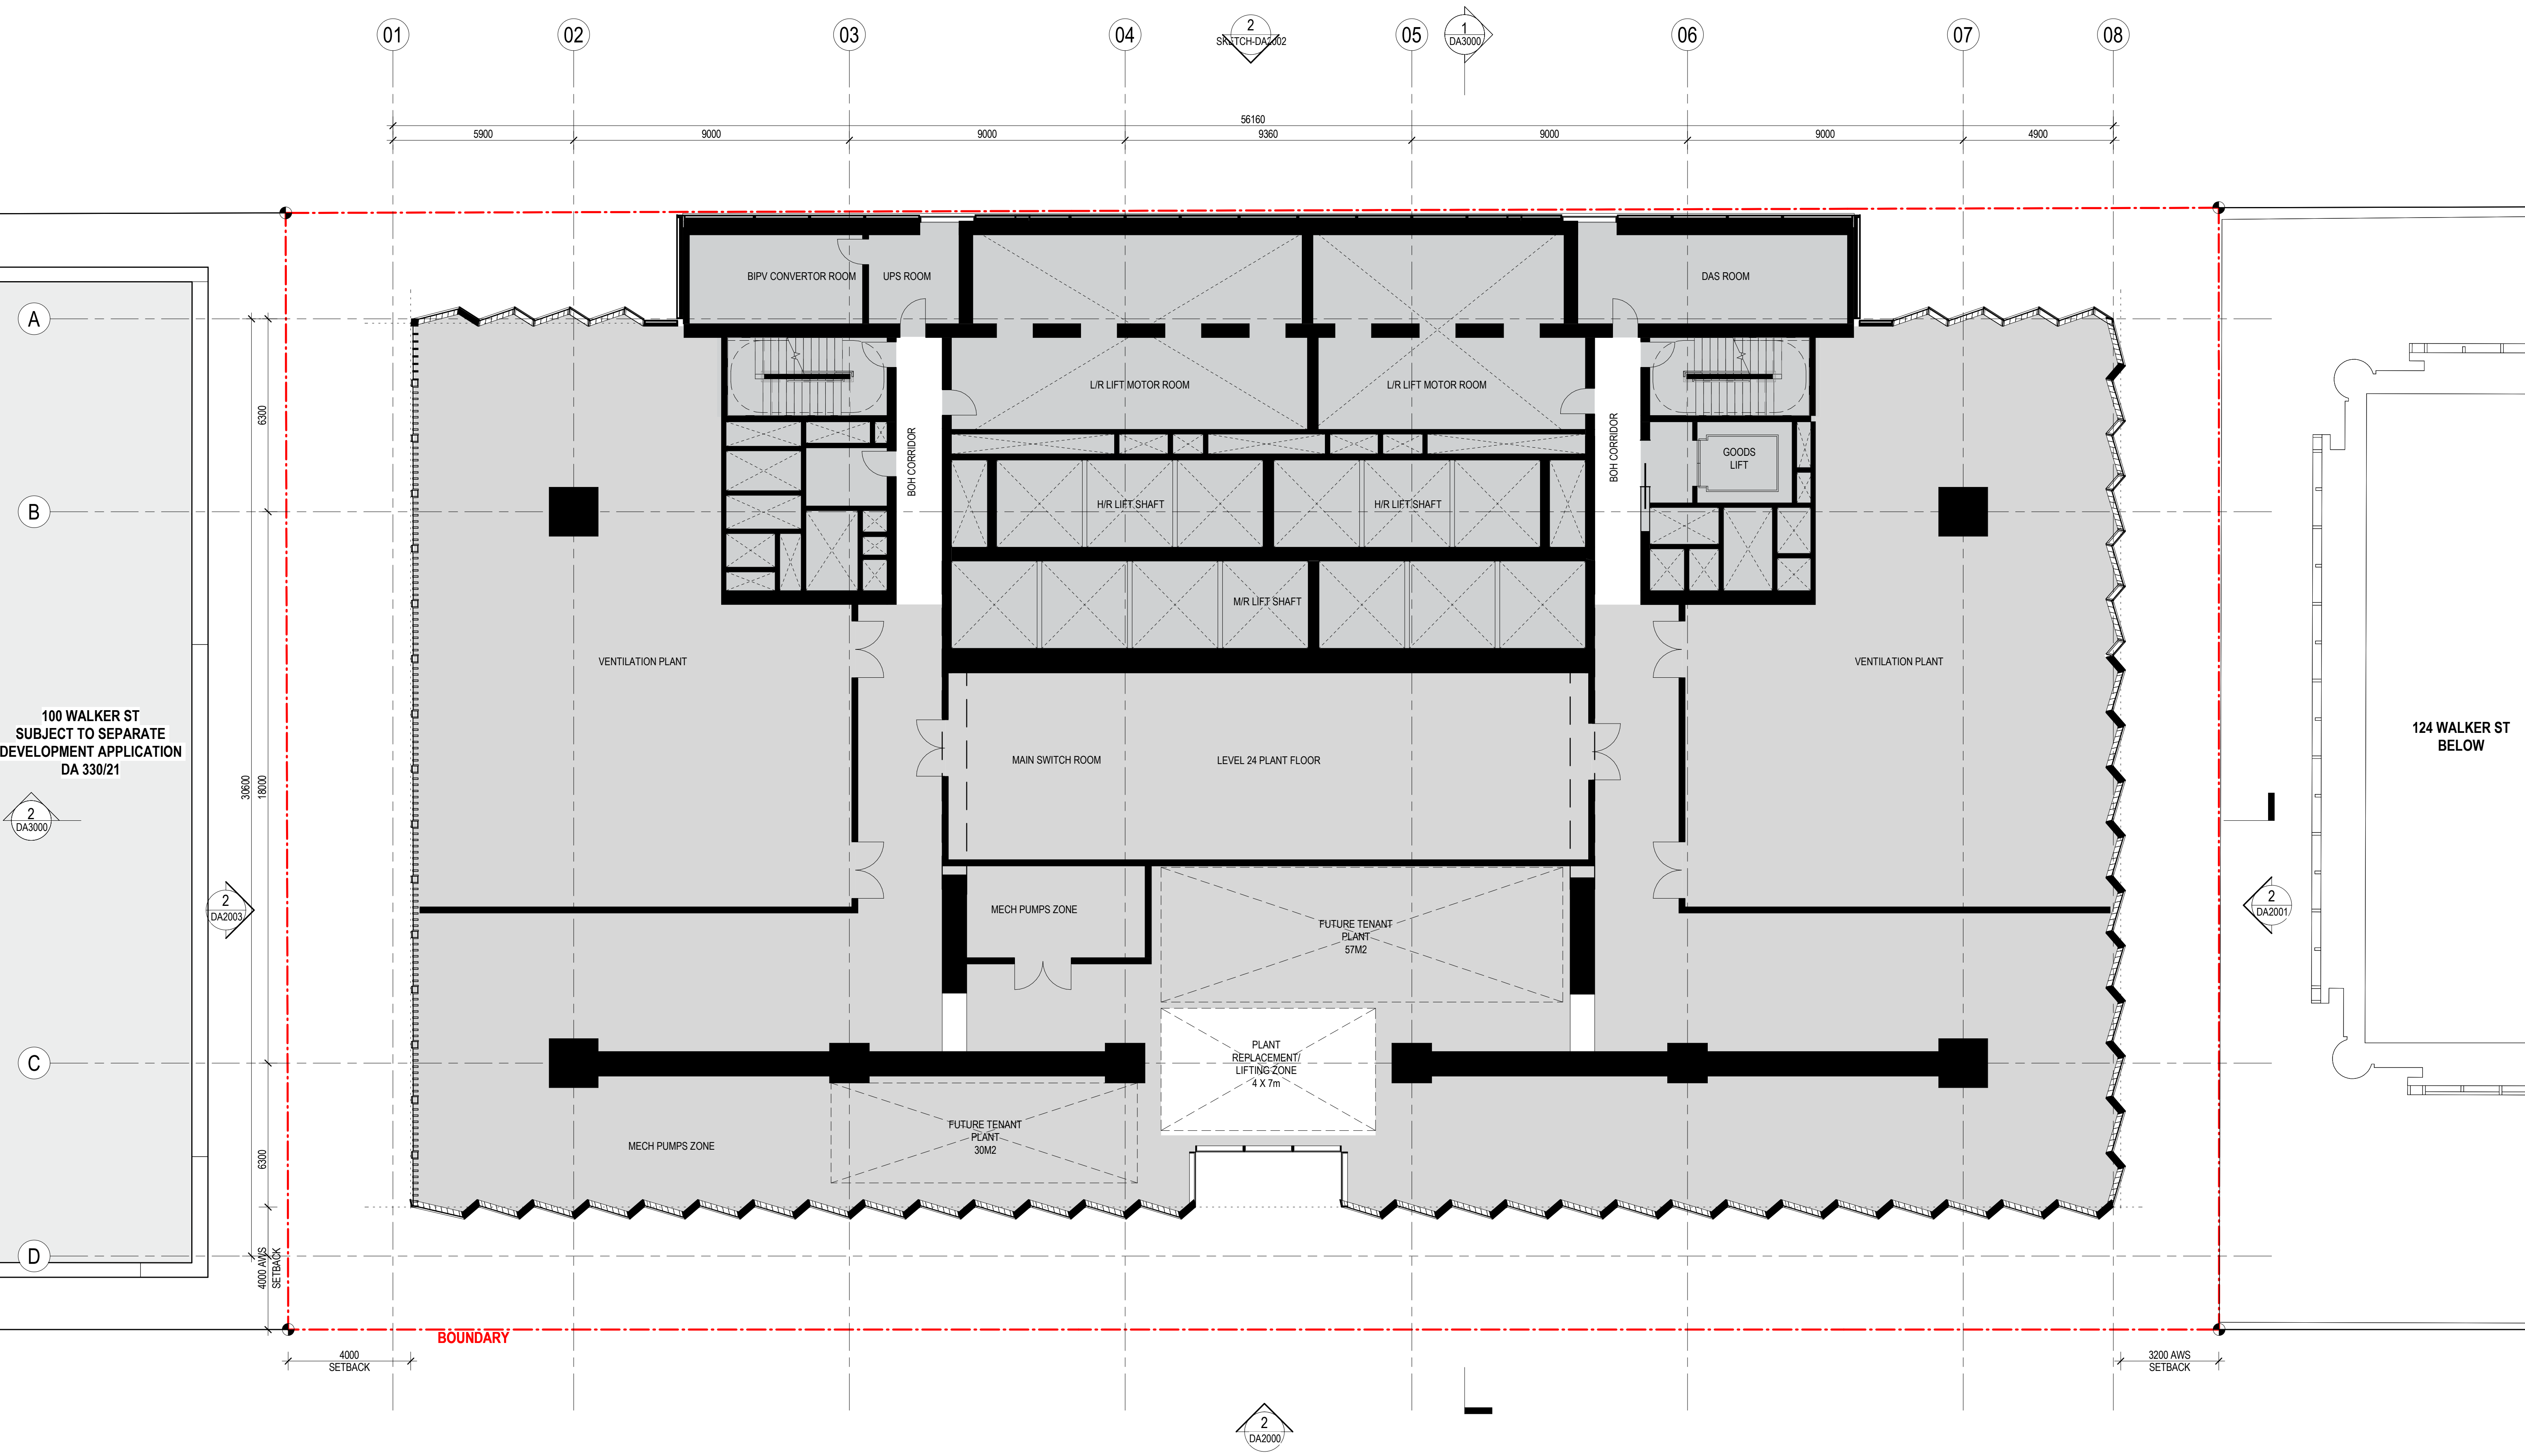 01
02
03
04
2
SKETCH-DA2002
05
1
DA3000
06
07
08
56160
5900
9000
9000
9360
9000
9000
4900
A
B
C
D
6300
18000
30600
6300
4000 AWS
SETBACK
BIPV CONVERTOR ROOM
UPS ROOM
DAS ROOM
L/R LIFT MOTOR ROOM
L/R LIFT MOTOR ROOM
BOH CORRIDOR
BOH CORRIDOR
GOODS
LIFT
H/R LIFT SHAFT
H/R LIFT SHAFT
M/R LIFT SHAFT
VENTILATION PLANT
VENTILATION PLANT
100 WALKER ST
SUBJECT TO SEPARATE
DEVELOPMENT APPLICATION
DA 330/21
124 WALKER ST
BELOW
MAIN SWITCH ROOM
LEVEL 24 PLANT FLOOR
2
DA3000
2
DA2003
2
DA2001
MECH PUMPS ZONE
FUTURE TENANT
PLANT
57M2
PLANT
REPLACEMENT/
LIFTING ZONE
4 X 7m
FUTURE TENANT
PLANT
30M2
MECH PUMPS ZONE
BOUNDARY
4000
SETBACK
3200 AWS
SETBACK
2
DA2000